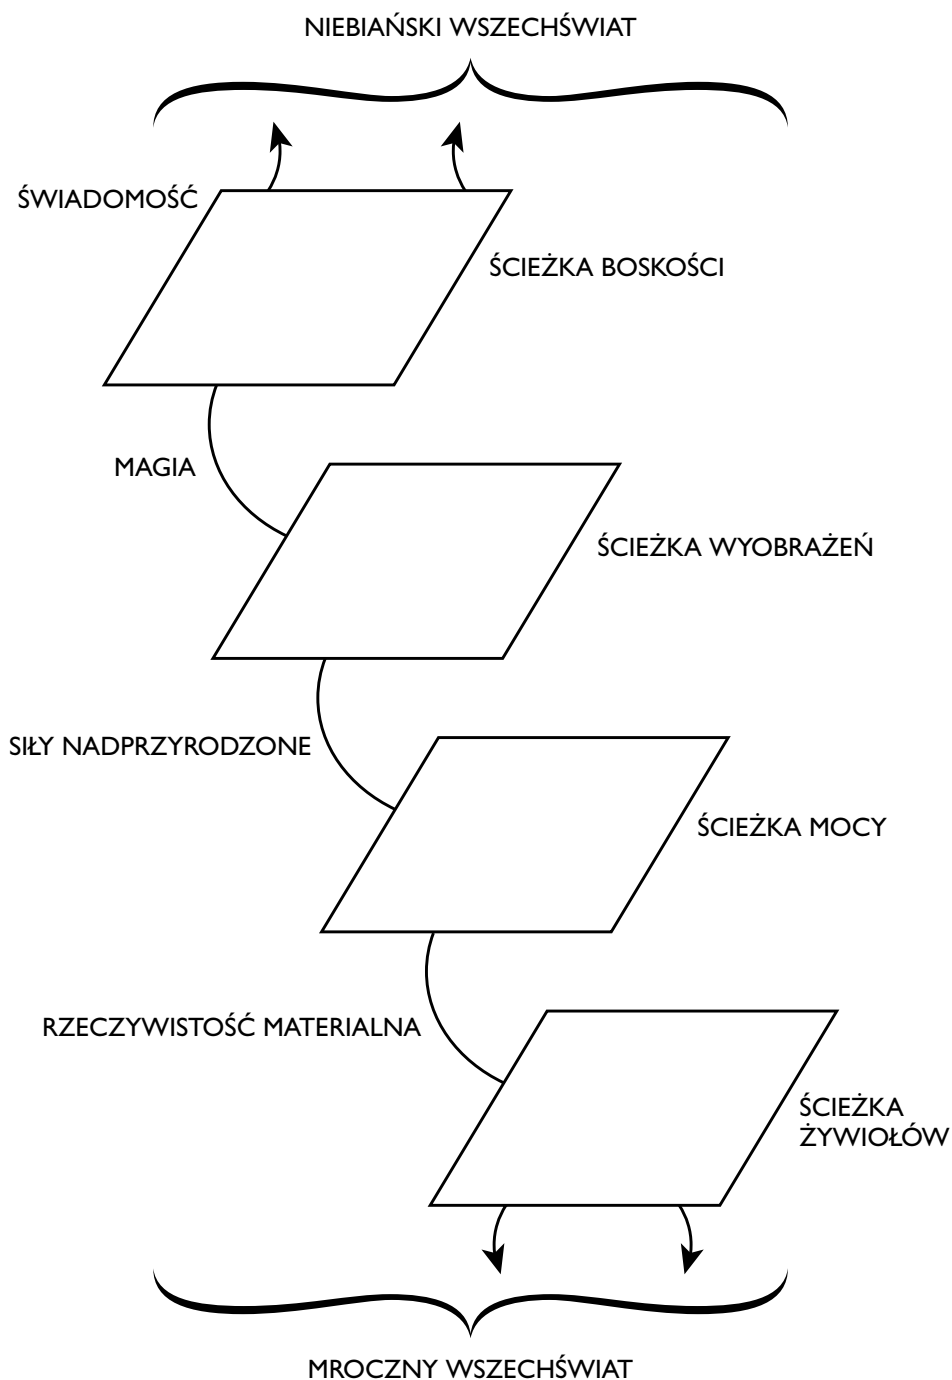 NIEBIAŃSKI WSZECHŚWIAT
ŚWIADOMOŚĆ
ŚCIEŻKA BOSKOŚCI
MAGIA
ŚCIEŻKA WYOBRAŻEŃ
SIŁY NADPRZYRODZONE
ŚCIEŻKA MOCY
RZECZYWISTOŚĆ MATERIALNA
ŚCIEŻKA
ŻYWIOŁÓW
MROCZNY WSZECHŚWIAT